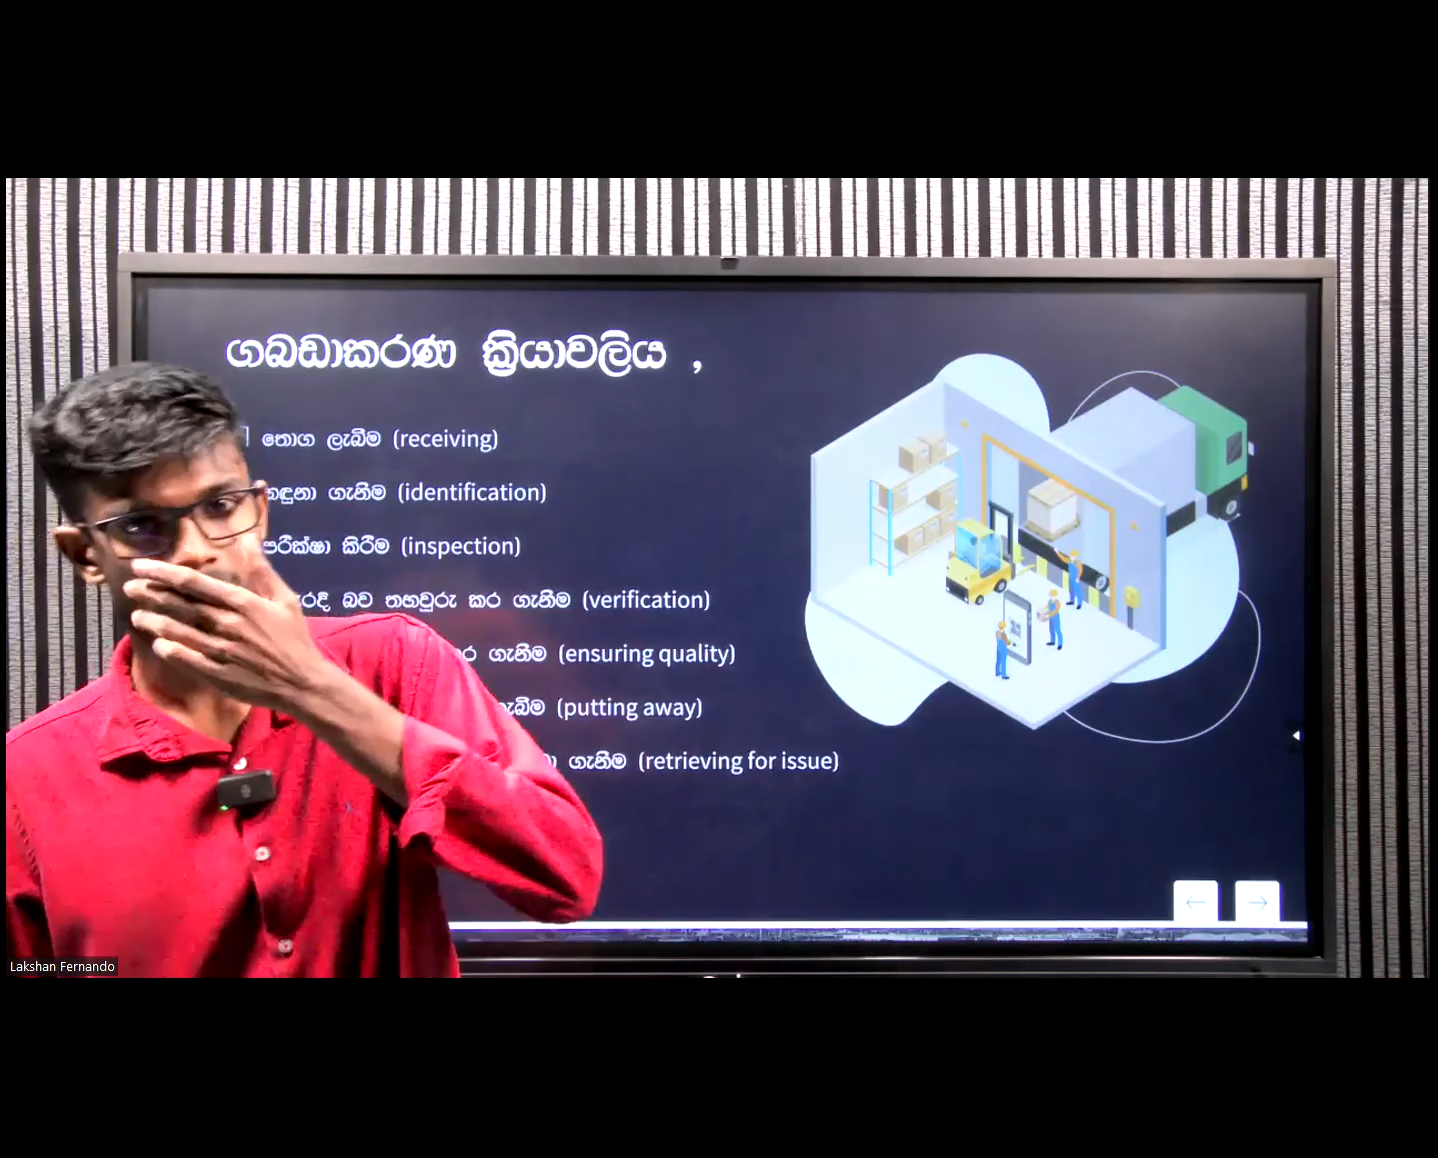 ගබඩාකරණ ක්‍රියාවලිය ,
තොග ලැබීම (receiving)
ගැනීම (identification)
පරීක්ෂා කිරීම (inspection)
බව තහවුරු කර ගැනීම (verification)
ගැනීම (ensuring quality)
(putting away)
ගැනීම (retrieving for issue)
Lakshan Fernando